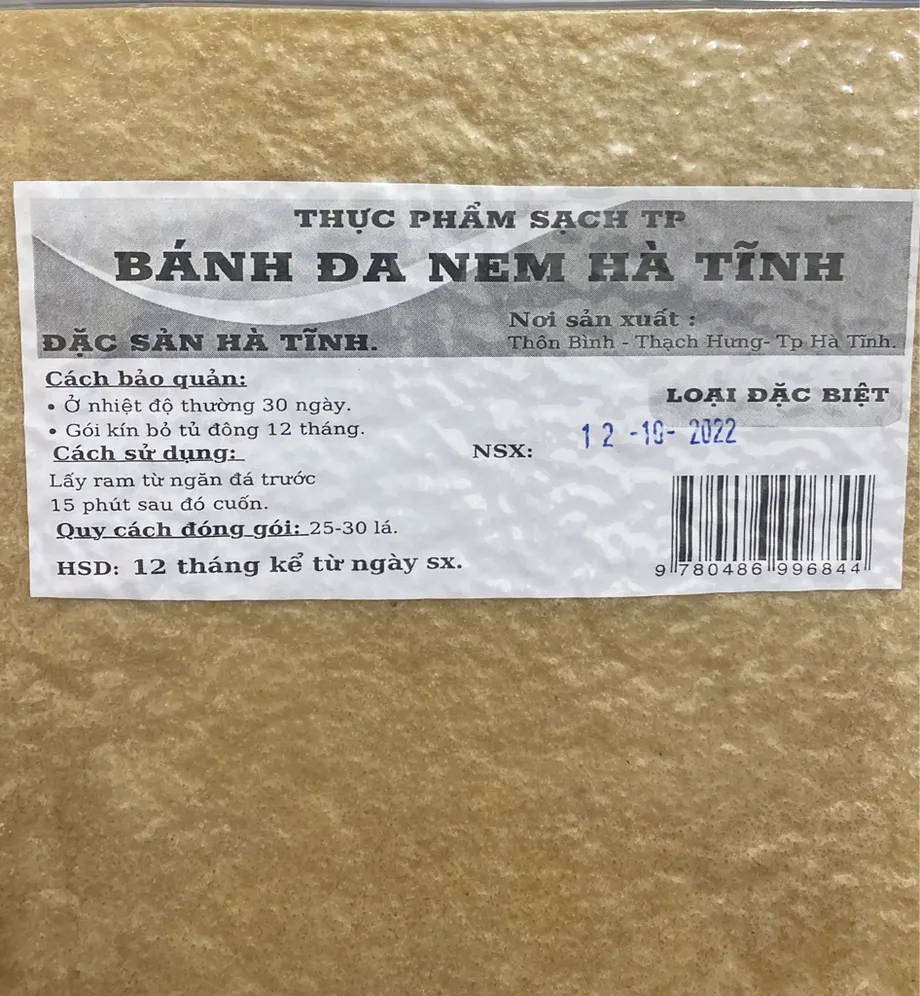 THỰC PHẨM SẠCH TP
BÁNH ĐA NEM HÀ TĨNH
ĐẶC SẢN HÀ TĨNH.
Nơi sản xuất :
Thôn Bình - Thạch Hưng- Tp Hà Tĩnh.
Cách bảo quản:
• Ở nhiệt độ thường 30 ngày.
• Gói kín bỏ tủ đông 12 tháng.
Cách sử dụng:
Lấy ram từ ngăn đá trước
15 phút sau đó cuốn.
Quy cách đóng gói: 25-30 lá.
HSD: 12 tháng kể từ ngày sx.
LOẠI ĐẶC BIỆT
NSX: 12 -10- 2022
9 780486 996844